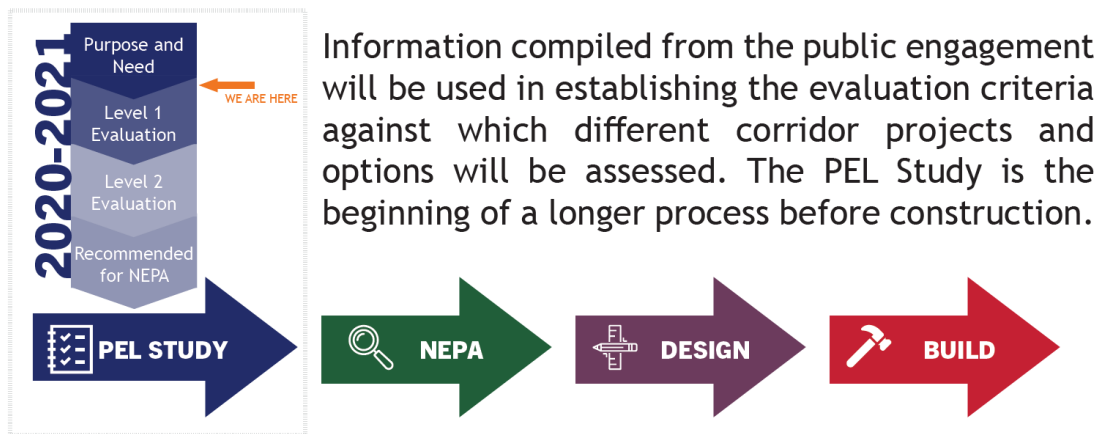 2020-2021
Purpose and
Need
WE ARE HERE
Level 1
Evaluation
Level 2
Evaluation
Recommended
for NEPA
Information compiled from the public engagement
will be used in establishing the evaluation criteria
against which different corridor projects and
options will be assessed. The PEL Study is the
beginning of a longer process before construction.
PEL STUDY
NEPA
DESIGN
BUILD